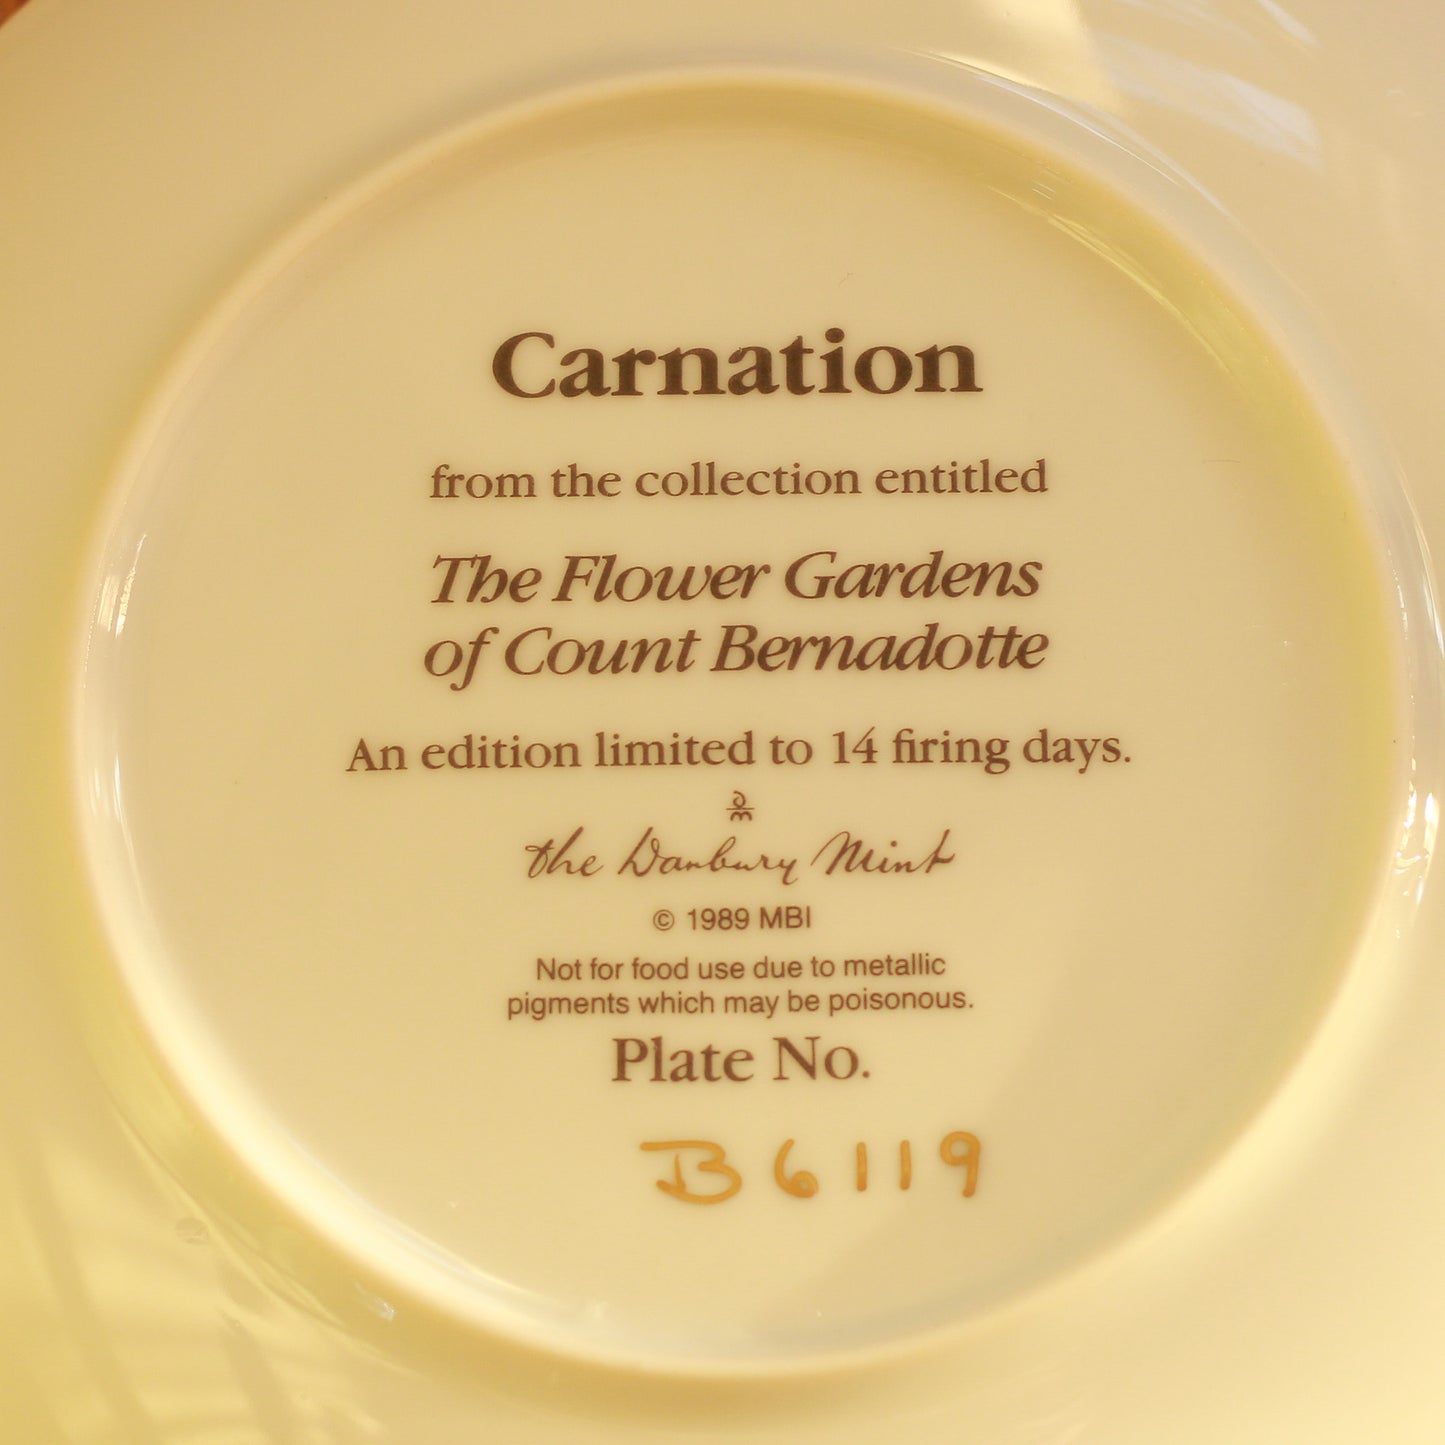 Carnation
from the collection entitled
The Flower Gardens
of Count Bernadotte
An edition limited to 14 firing days.
dm
the Danbury Mint
© 1989 MBI
Not for food use due to metallic
pigments which may be poisonous.
Plate No.
B6119